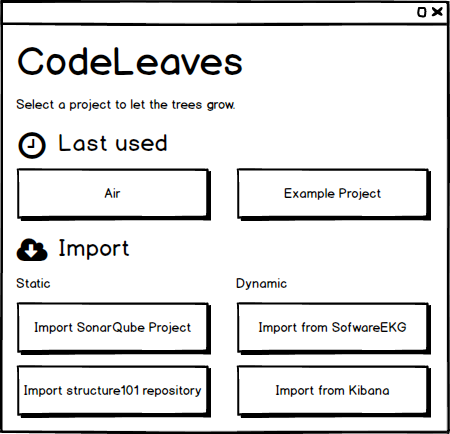 CodeLeaves
Select a project to let the trees grow.
Last used
Air
Example Project
Import
Static
Dynamic
Import SonarQube Project
Import from SofwareEKG
Import structure101 repository
Import from Kibana